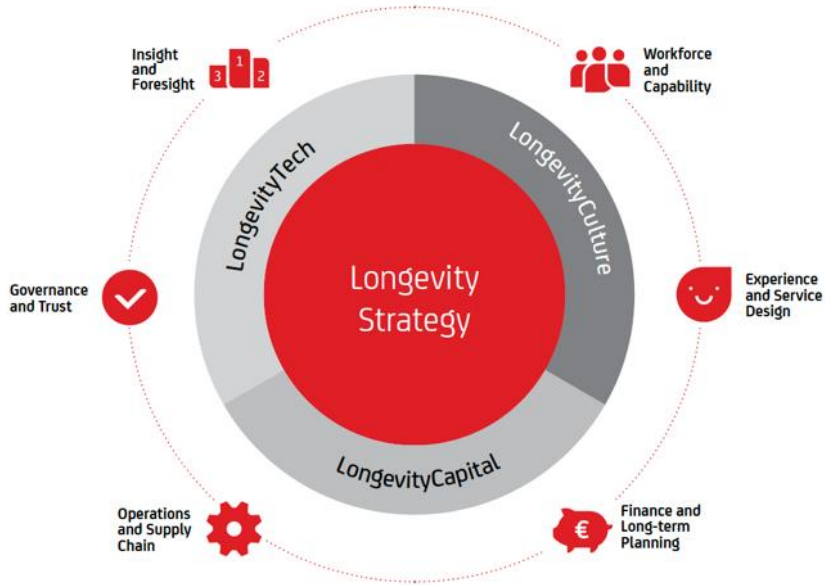 Insight
and
Foresight
3
1
2
Workforce
and
Capability
LongevityTech
LongevityCulture
Longevity
Strategy
Governance
and Trust
Experience
and Service
Design
LongevityCapital
Operations
and Supply
Chain
€
Finance and
Long-term
Planning